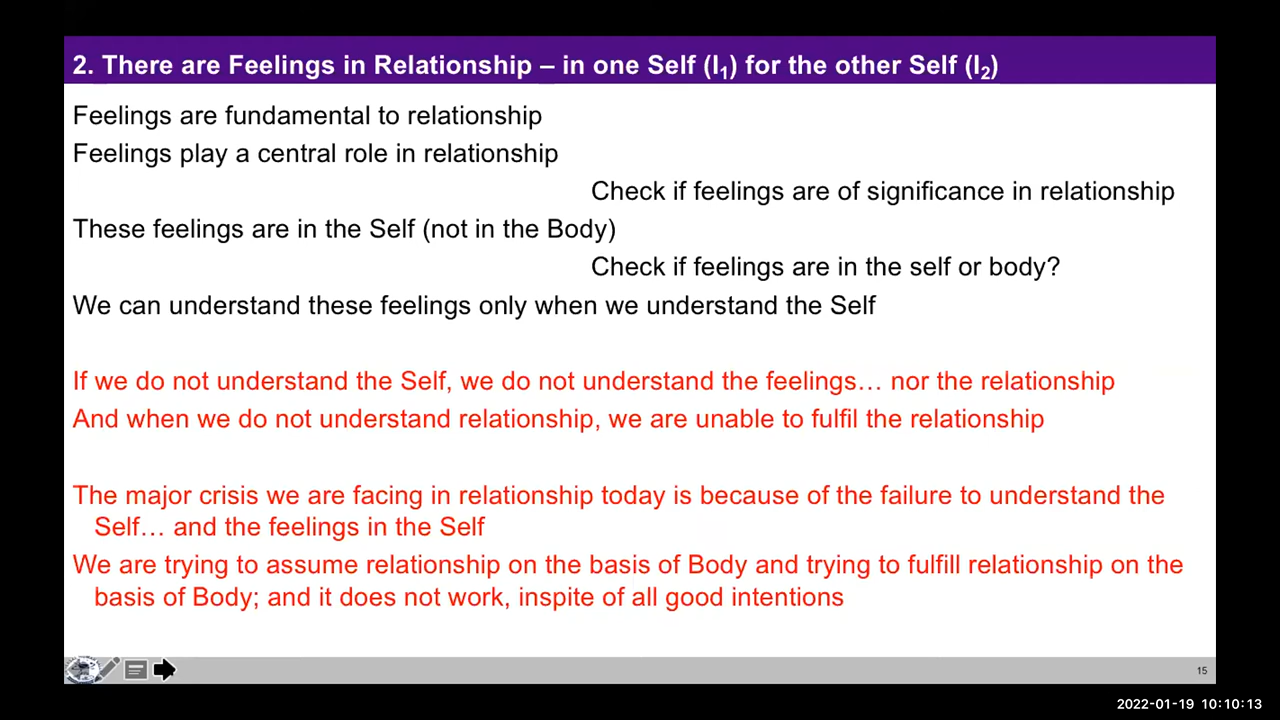 2. There are Feelings in Relationship – in one Self (I₁) for the other Self (I₂)
Feelings are fundamental to relationship
Feelings play a central role in relationship
Check if feelings are of significance in relationship
These feelings are in the Self (not in the Body)
Check if feelings are in the self or body?
We can understand these feelings only when we understand the Self
If we do not understand the Self, we do not understand the feelings… nor the relationship
And when we do not understand relationship, we are unable to fulfil the relationship
The major crisis we are facing in relationship today is because of the failure to understand the
Self… and the feelings in the Self
We are trying to assume relationship on the basis of Body and trying to fulfill relationship on the
basis of Body; and it does not work, inspite of all good intentions
15
2022-01-19 10:10:13